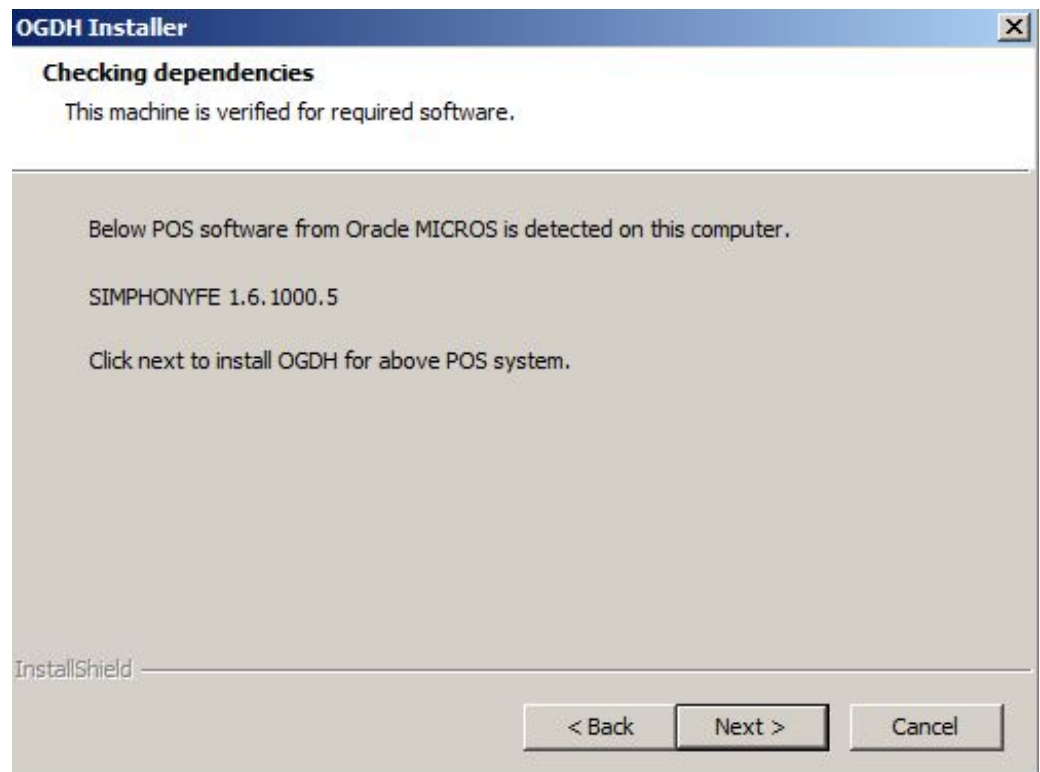 OGDH Installer
Checking dependencies
This machine is verified for required software.
Below POS software from Oracle MICROS is detected on this computer.
SIMPHONYFE 1.6.1000.5
Click next to install OGDH for above POS system.
InstallShield
< Back Next > Cancel